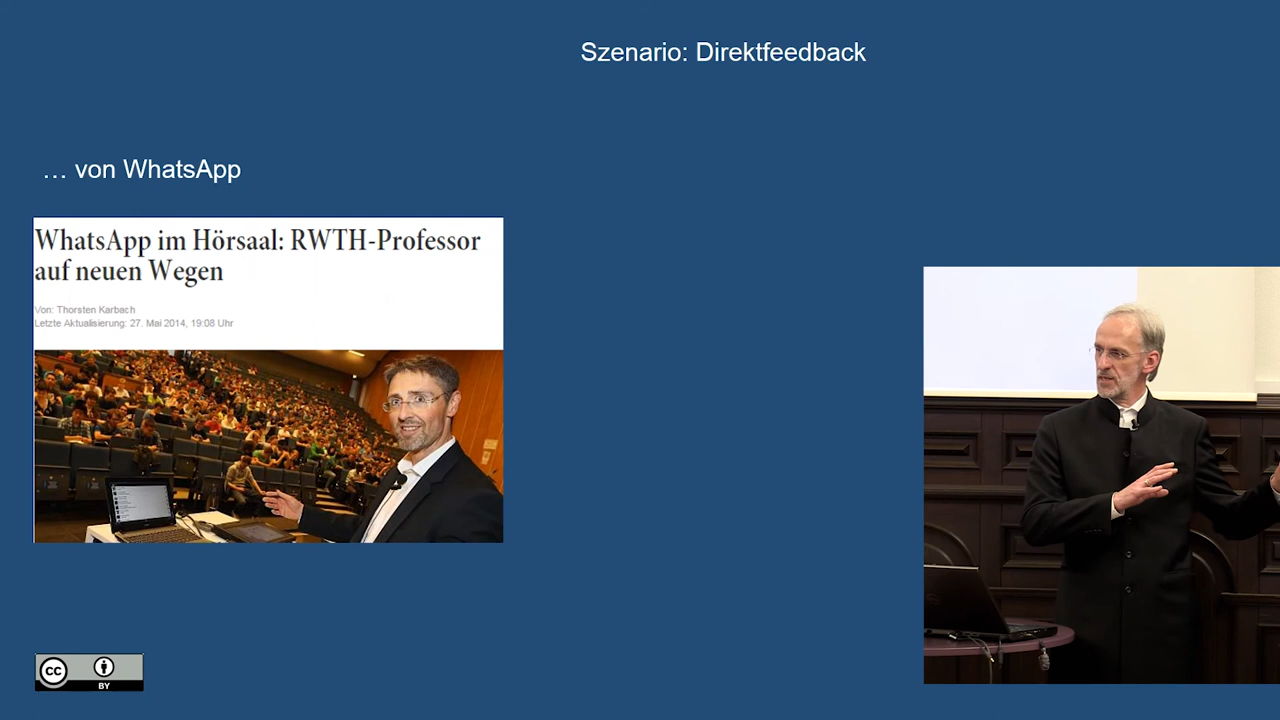 Szenario: Direktfeedback
… von WhatsApp
WhatsApp im Hörsaal: RWTH-Professor
auf neuen Wegen
Von: Thorsten Karbach
Letzte Aktualisierung: 27. Mai 2014, 19:08 Uhr
cc
BY